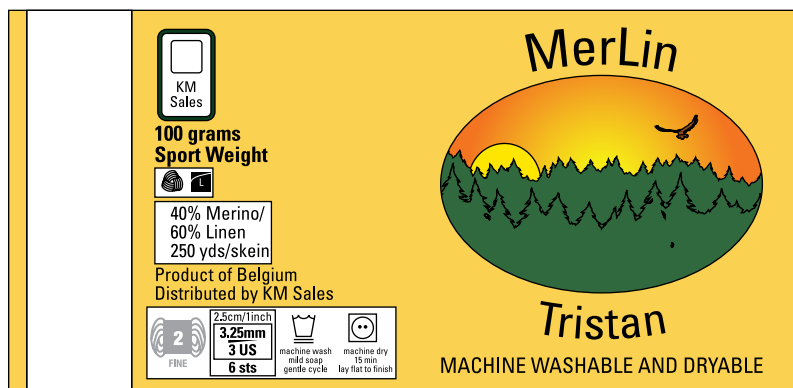 KM
Sales
100 grams
Sport Weight
L
40% Merino/
60% Linen
250 yds/skein
Product of Belgium
Distributed by KM Sales
2
FINE
2.5cm/1inch
3,25mm
3 US
6 sts
machine wash
mild soap
gentle cycle
machine dry
15 min
lay flat to finish
MerLin
Tristan
MACHINE WASHABLE AND DRYABLE